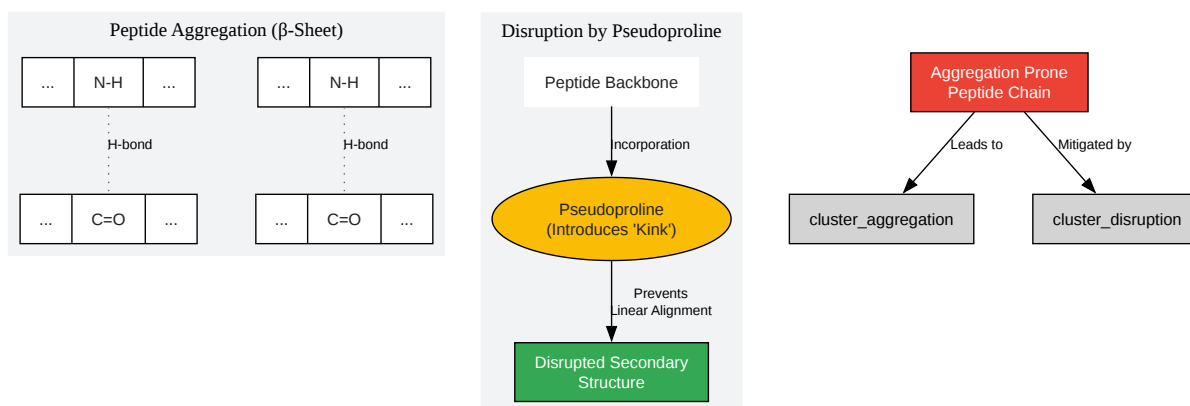 Peptide Aggregation (β-Sheet)
... N-H ...
... N-H ...
H-bond
H-bond
... C=O ...
... C=O ...
Disruption by Pseudoproline
Peptide Backbone
Incorporation
Pseudoproline
(Introduces 'Kink')
Prevents
Linear Alignment
Disrupted Secondary
Structure
Aggregation Prone
Peptide Chain
Leads to
Mitigated by
cluster_aggregation
cluster_disruption